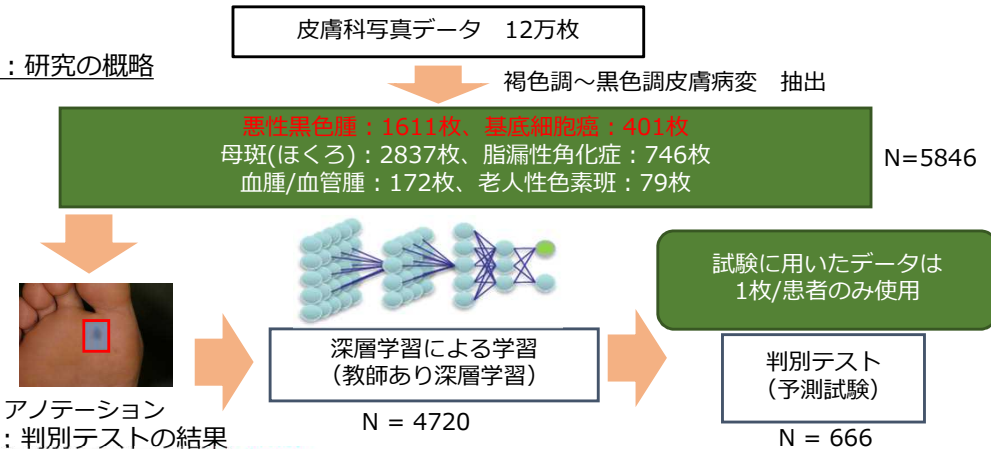 皮膚科写真データ　12万枚
：研究の概略
褐色調～黒色調皮膚病変　抽出
悪性黒色腫：1611枚、基底細胞癌：401枚
母斑(ほくろ)：2837枚、脂漏性角化症：746枚
血腫/血管腫：172枚、老人性色素斑：79枚
N=5846
試験に用いたデータは
1枚/患者のみ使用
深層学習による学習
（教師あり深層学習）
判別テスト
（予測試験）
アノテーション
N = 4720
：判別テストの結果
N = 666